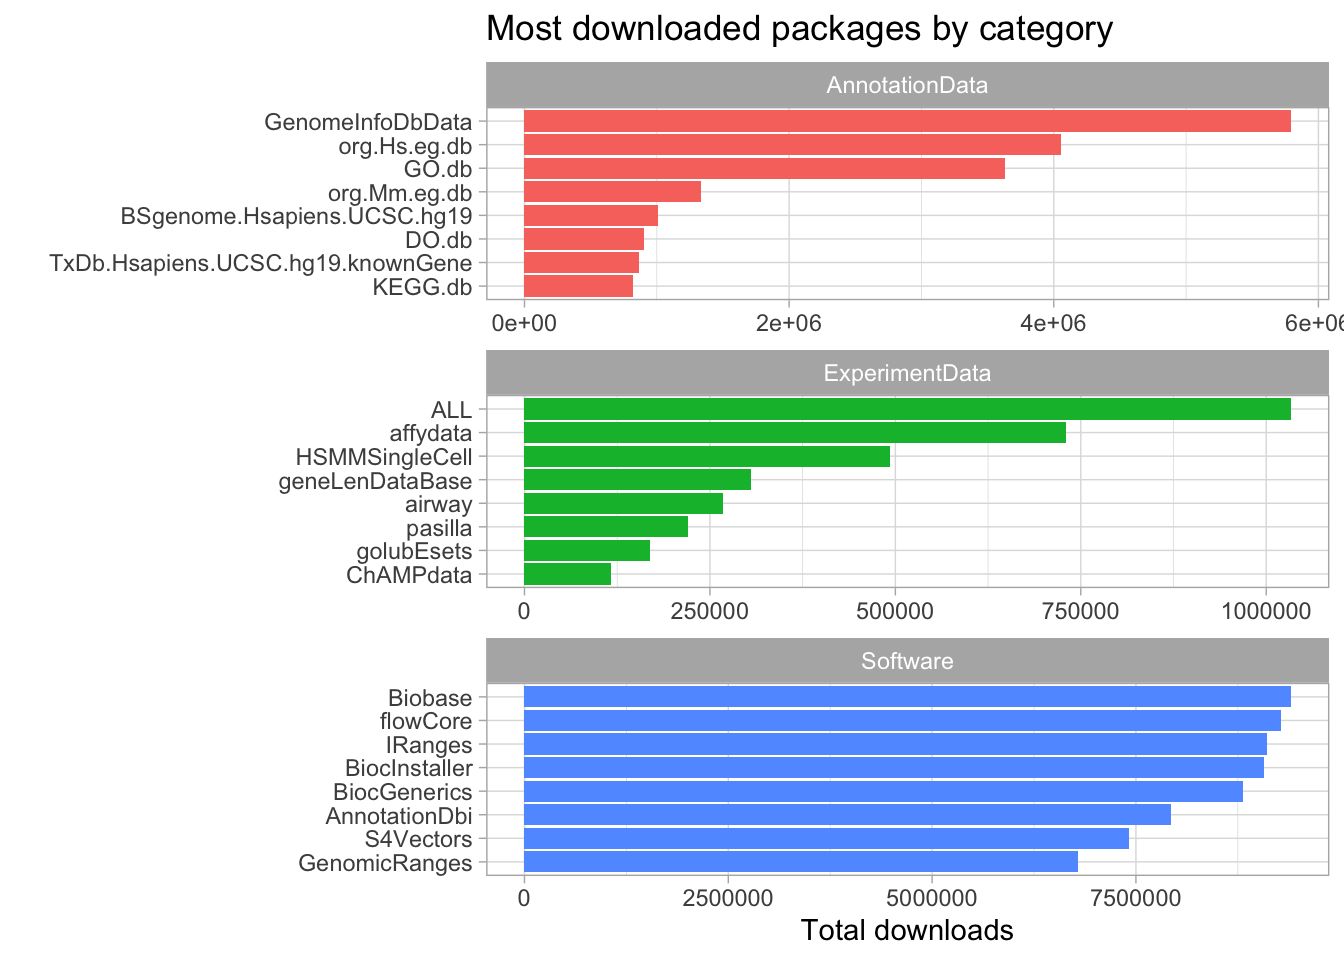 Most downloaded packages by category
AnnotationData
GenomeInfoDbData
org.Hs.eg.db
GO.db
org.Mm.eg.db
BSgenome.Hsapiens.UCSC.hg19
DO.db
TxDb.Hsapiens.UCSC.hg19.knownGene
KEGG.db
0e+00 2e+06 4e+06 6e+06
ExperimentData
ALL
affydata
HSMMSingleCell
geneLenDataBase
airway
pasilla
golubEsets
ChAMPdata
0 250000 500000 750000 1000000
Software
Biobase
flowCore
IRanges
BiocInstaller
BiocGenerics
AnnotationDbi
S4Vectors
GenomicRanges
0 2500000 5000000 7500000
Total downloads